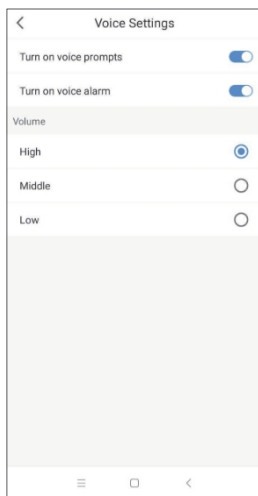 Voice Settings
Turn on voice prompts
Turn on voice alarm
Volume
High
Middle
Low